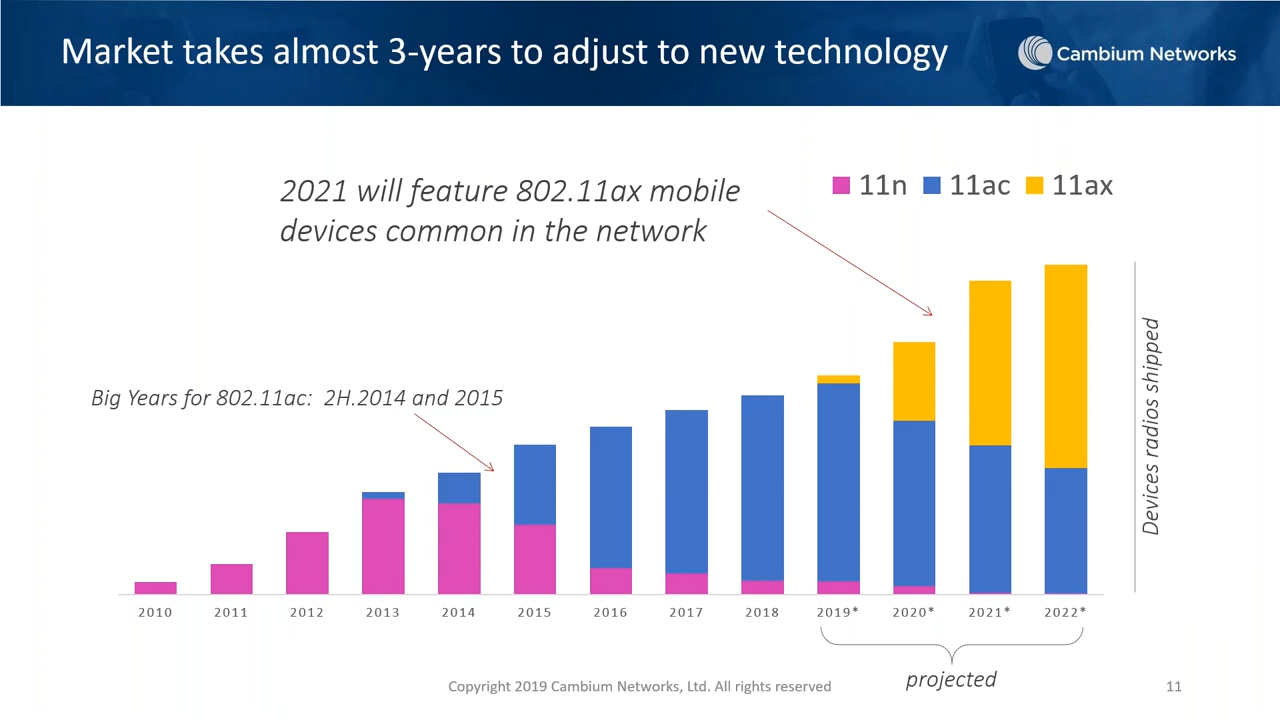 Market takes almost 3-years to adjust to new technology
Cambium Networks
2021 will feature 802.11ax mobile
devices common in the network
11n 11ac 11ax
Big Years for 802.11ac: 2H.2014 and 2015
Devices radios shipped
2010 2011 2012 2013 2014 2015 2016 2017 2018 2019* 2020* 2021* 2022*
projected
Copyright 2019 Cambium Networks, Ltd. All rights reserved
11